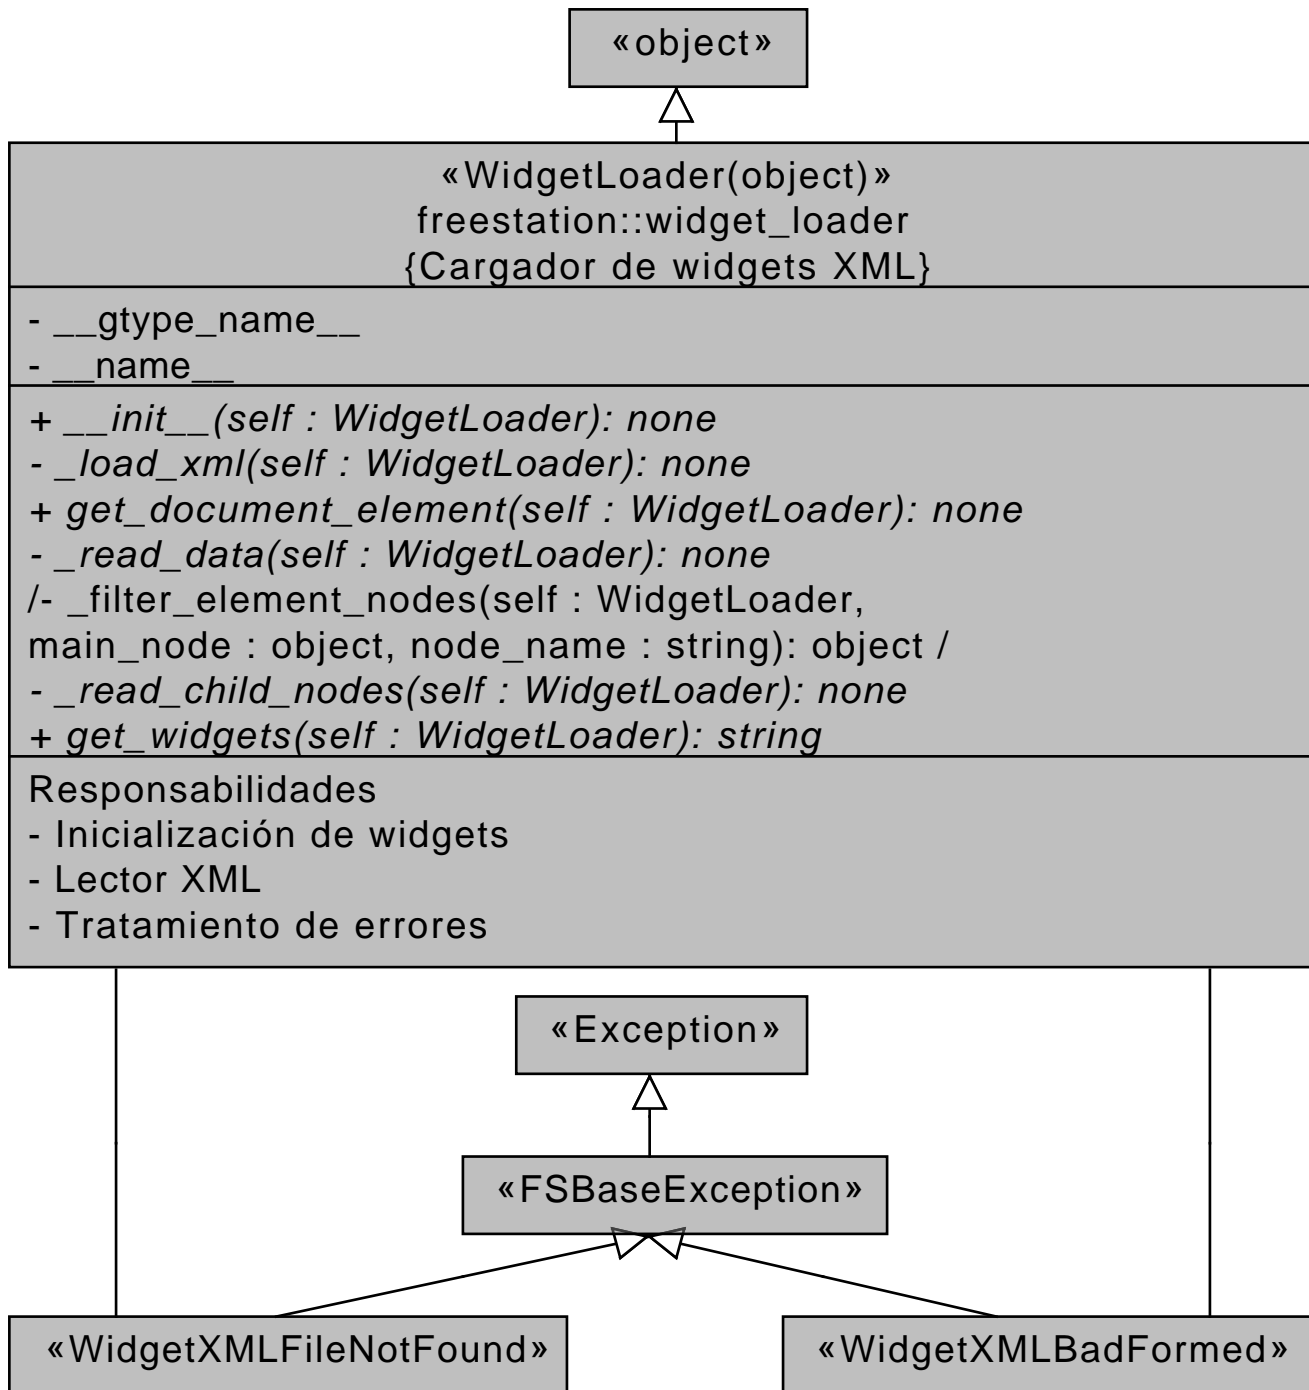 «object»
«WidgetLoader(object)»
freestation::widget_loader
{Cargador de widgets XML}
- __gtype_name__
- __name__
+ __init__(self : WidgetLoader): none
- _load_xml(self : WidgetLoader): none
+ get_document_element(self : WidgetLoader): none
- _read_data(self : WidgetLoader): none
/- _filter_element_nodes(self : WidgetLoader,
main_node : object, node_name : string): object /
- _read_child_nodes(self : WidgetLoader): none
+ get_widgets(self : WidgetLoader): string
Responsabilidades
- Inicialización de widgets
- Lector XML
- Tratamiento de errores
«Exception»
«FSBaseException»
«WidgetXMLFileNotFound»
«WidgetXMLBadFormed»